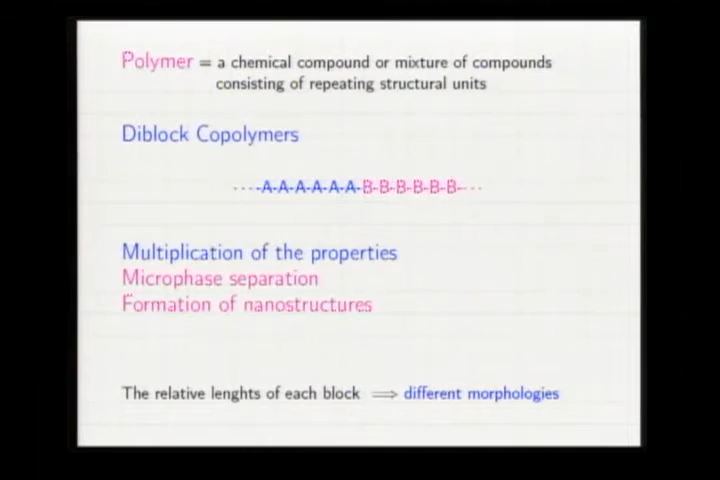 Polymer = a chemical compound or mixture of compounds
consisting of repeating structural units
Diblock Copolymers
····-A-A-A-A-A-A-B-B-B-B-B-B-···
Multiplication of the properties
Microphase separation
Formation of nanostructures
The relative lenghts of each block ⟹ different morphologies